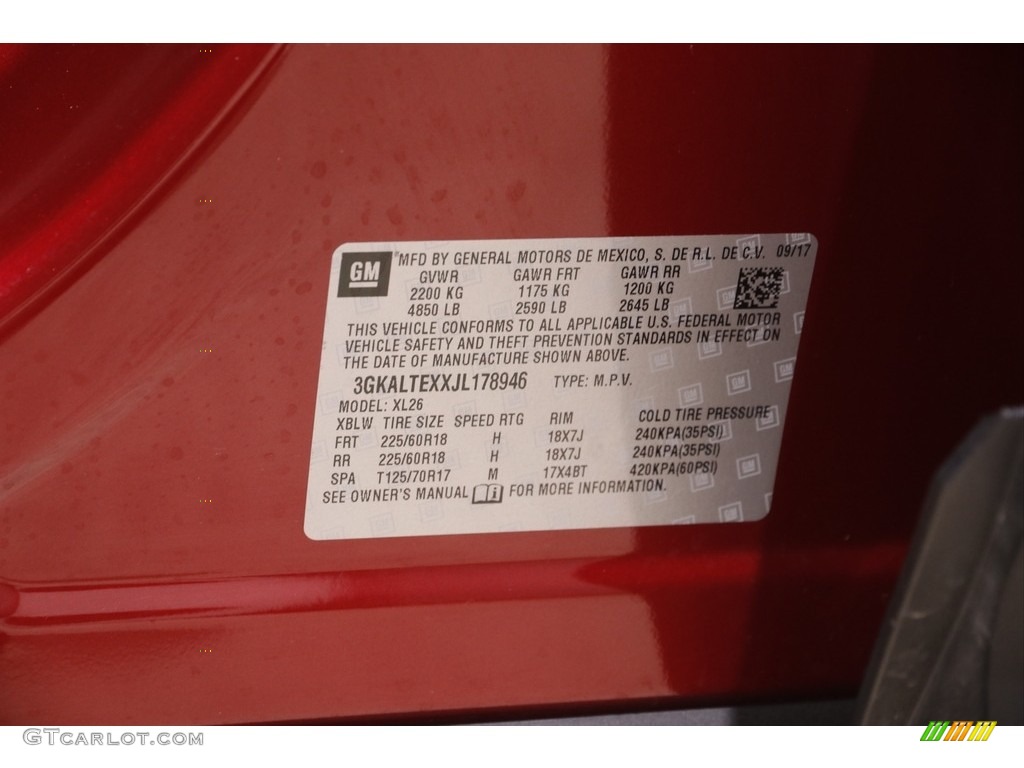 GM MFD BY GENERAL MOTORS DE MEXICO, S. DE R.L. DE C.V. 09/17
GVWR GAWR FRT GAWR RR
2200 KG 1175 KG 1200 KG
4850 LB 2590 LB 2645 LB
THIS VEHICLE CONFORMS TO ALL APPLICABLE U.S. FEDERAL MOTOR
VEHICLE SAFETY AND THEFT PREVENTION STANDARDS IN EFFECT ON
THE DATE OF MANUFACTURE SHOWN ABOVE.
3GKALTEXXJL178946 TYPE: M.P.V.
MODEL: XL26
XBLW TIRE SIZE SPEED RTG RIM COLD TIRE PRESSURE
FRT 225/60R18 H 18X7J 240KPA(35PSI)
RR 225/60R18 H 18X7J 240KPA(35PSI)
SPA T125/70R17 M 17X4BT 420KPA(60PSI)
SEE OWNER'S MANUAL FOR MORE INFORMATION.
GTcarlot.com